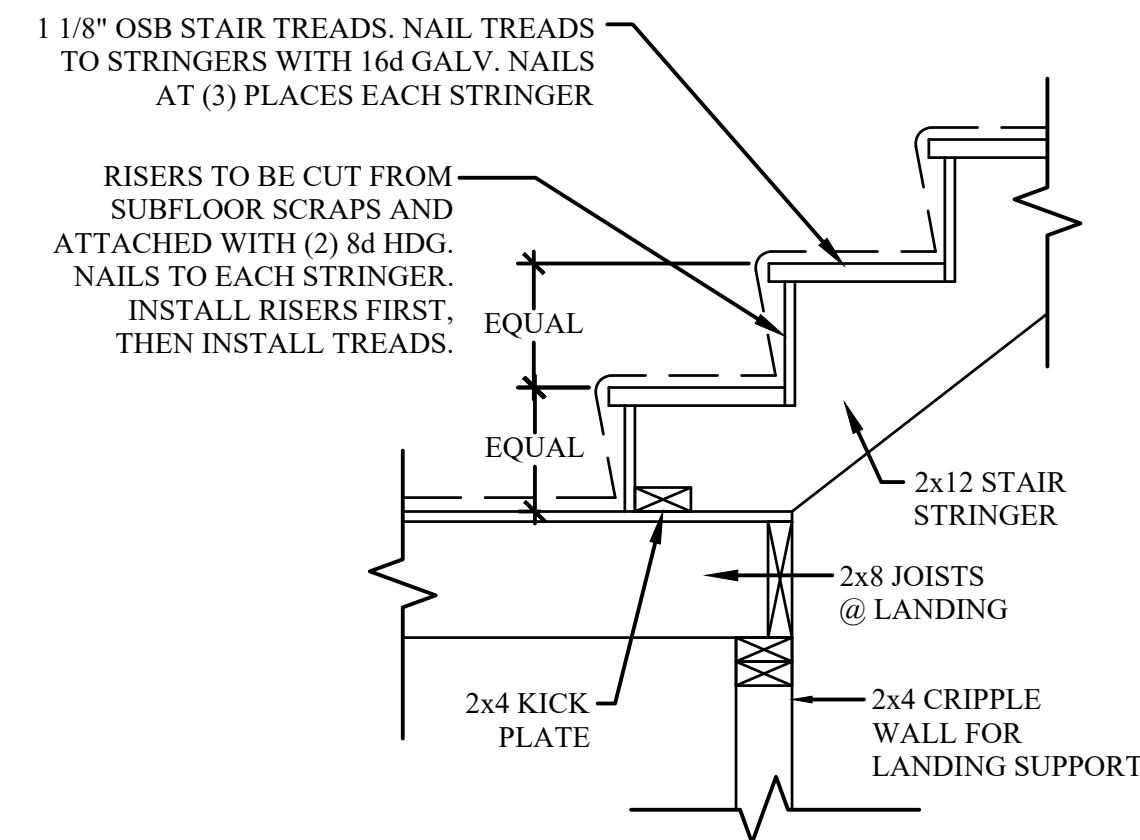 1 1/8" OSB STAIR TREADS. NAIL TREADS
TO STRINGERS WITH 16d GALV. NAILS
AT (3) PLACES EACH STRINGER
RISERS TO BE CUT FROM
SUBFLOOR SCRAPS AND
ATTACHED WITH (2) 8d HDG.
NAILS TO EACH STRINGER.
INSTALL RISERS FIRST,
THEN INSTALL TREADS.
EQUAL
EQUAL
2x12 STAIR
STRINGER
2x8 JOISTS
@ LANDING
2x4 KICK
PLATE
2x4 CRIPPLE
WALL FOR
LANDING SUPPORT